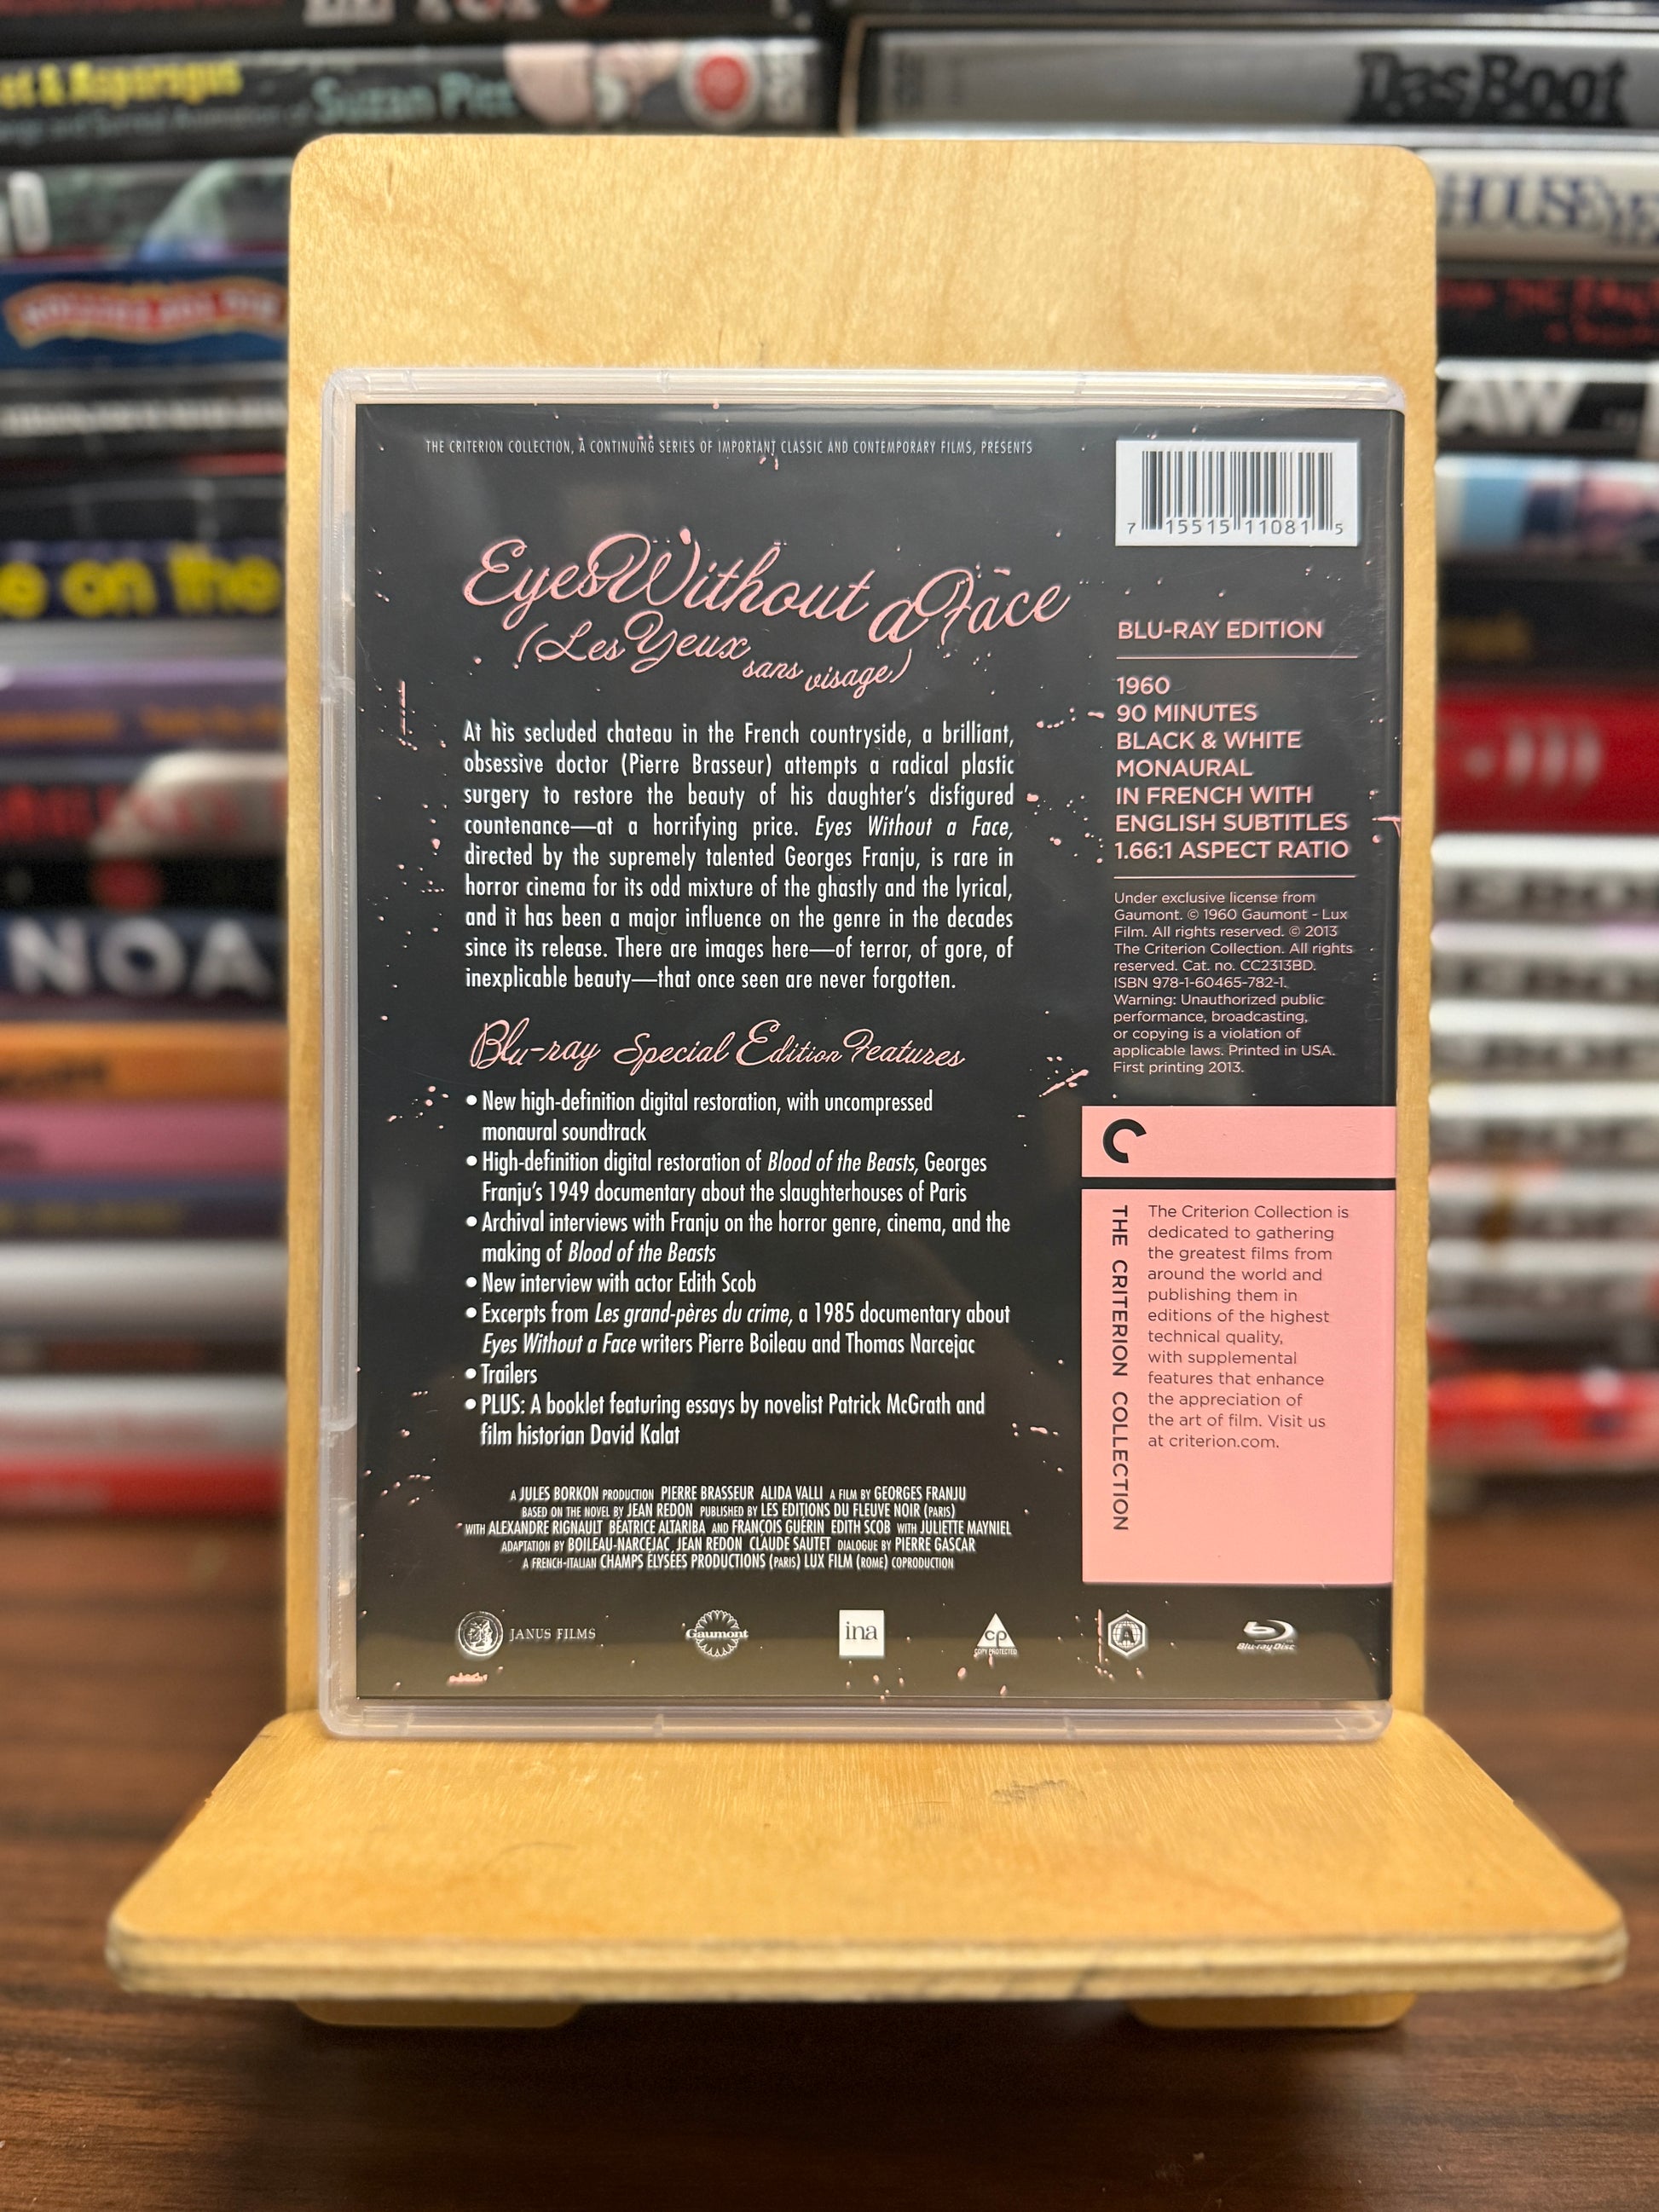 Suzan Pitt
Das Boot
NOA
THE CRITERION COLLECTION, A CONTINUING SERIES OF IMPORTANT CLASSIC AND CONTEMPORARY FILMS, PRESENTS
Eyes Without a Face
(Les Yeux
sans visage)
At his secluded chateau in the French countryside, a brilliant,
obsessive doctor (Pierre Brasseur) attempts a radical plastic
surgery to restore the beauty of his daughter's disfigured
countenance—at a horrifying price. Eyes Without a Face,
directed by the supremely talented Georges Franju, is rare in
horror cinema for its odd mixture of the ghastly and the lyrical,
and it has been a major influence on the genre in the decades
since its release. There are images here—of terror, of gore, of
inexplicable beauty—that once seen are never forgotten.
Blu-ray Special Edition Features
• New high-definition digital restoration, with uncompressed
monaural soundtrack
• High-definition digital restoration of Blood of the Beasts, Georges
Franju's 1949 documentary about the slaughterhouses of Paris
• Archival interviews with Franju on the horror genre, cinema, and the
making of Blood of the Beasts
• New interview with actor Edith Scob
• Excerpts from Les grand-pères du crime, a 1985 documentary about
Eyes Without a Face writers Pierre Boileau and Thomas Narcejac
• Trailers
• PLUS: A booklet featuring essays by novelist Patrick McGrath and
film historian David Kalat
A JULES BORKON PRODUCTION PIERRE BRASSEUR ALIDA VALLI A FILM BY GEORGES FRANJU
BASED ON THE NOVEL BY JEAN REDON PUBLISHED BY LES EDITIONS DU FLEUVE NOIR (PARIS)
WITH ALEXANDRE RIGNAULT BÉATRICE ALTARIBA AND FRANÇOIS GUÉRIN EDITH SCOB WITH JULIETTE MAYNIEL
ADAPTATION BY BOILEAU-NARCEJAC JEAN REDON CLAUDE SAUTET DIALOGUE BY PIERRE GASCAR
A FRENCH-ITALIAN CHAMPS ÉLYSÉES PRODUCTIONS (PARIS) LUX FILM (ROME) COPRODUCTION
JANUS FILMS
Gaumont
ina
cp
COPY PROTECTED
A
Blu-ray Disc
7 15515 11081 5
BLU-RAY EDITION
1960
90 MINUTES
BLACK & WHITE
MONAURAL
IN FRENCH WITH
ENGLISH SUBTITLES
1.66:1 ASPECT RATIO
Under exclusive license from
Gaumont. © 1960 Gaumont - Lux
Film. All rights reserved. © 2013
The Criterion Collection. All rights
reserved. Cat. no. CC2313BD.
ISBN 978-1-60465-782-1.
Warning: Unauthorized public
performance, broadcasting,
or copying is a violation of
applicable laws. Printed in USA.
First printing 2013.
THE CRITERION COLLECTION
The Criterion Collection is
dedicated to gathering
the greatest films from
around the world and
publishing them in
editions of the highest
technical quality,
with supplemental
features that enhance
the appreciation of
the art of film. Visit us
at criterion.com.